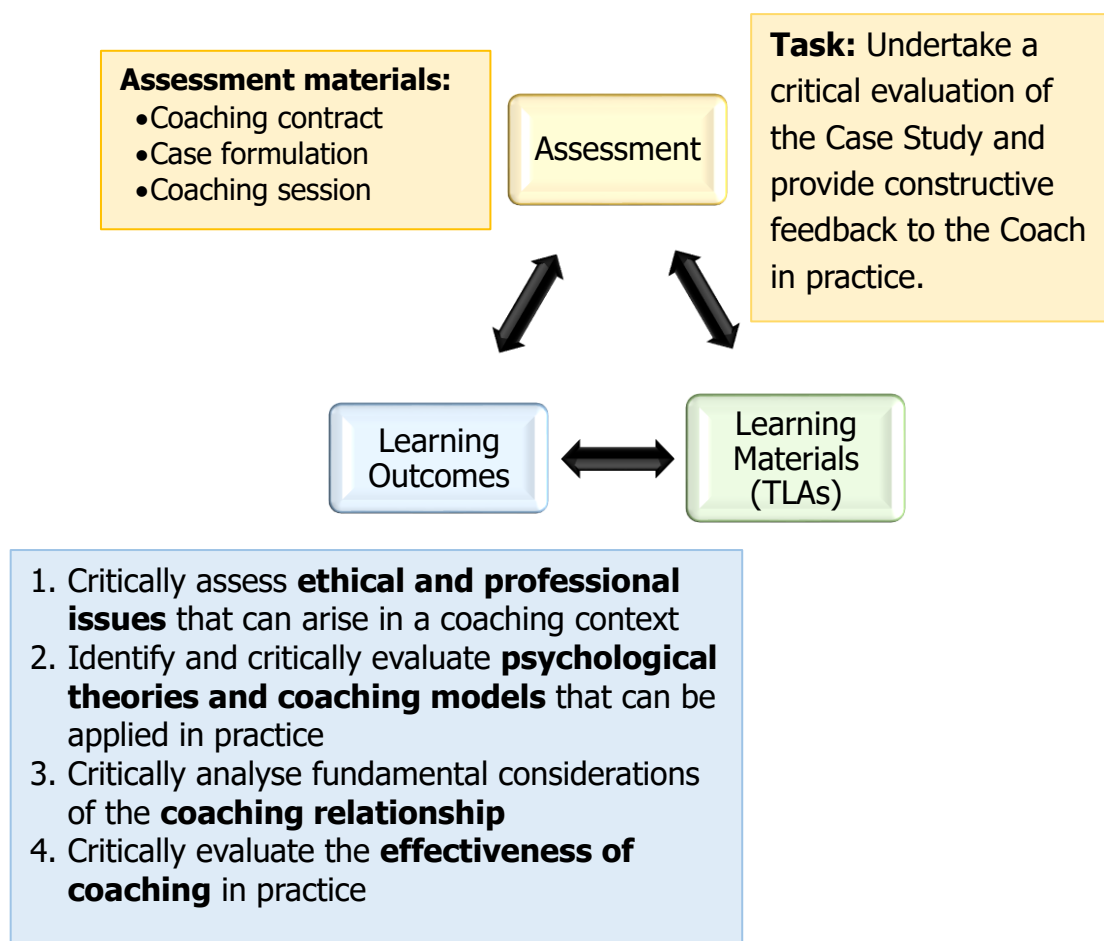 Assessment materials:
•Coaching contract
•Case formulation
•Coaching session
Assessment
Task: Undertake a
critical evaluation of
the Case Study and
provide constructive
feedback to the Coach
in practice.
Learning
Outcomes
Learning
Materials
(TLAs)
1. Critically assess ethical and professional
issues that can arise in a coaching context
2. Identify and critically evaluate psychological
theories and coaching models that can be
applied in practice
3. Critically analyse fundamental considerations
of the coaching relationship
4. Critically evaluate the effectiveness of
coaching in practice